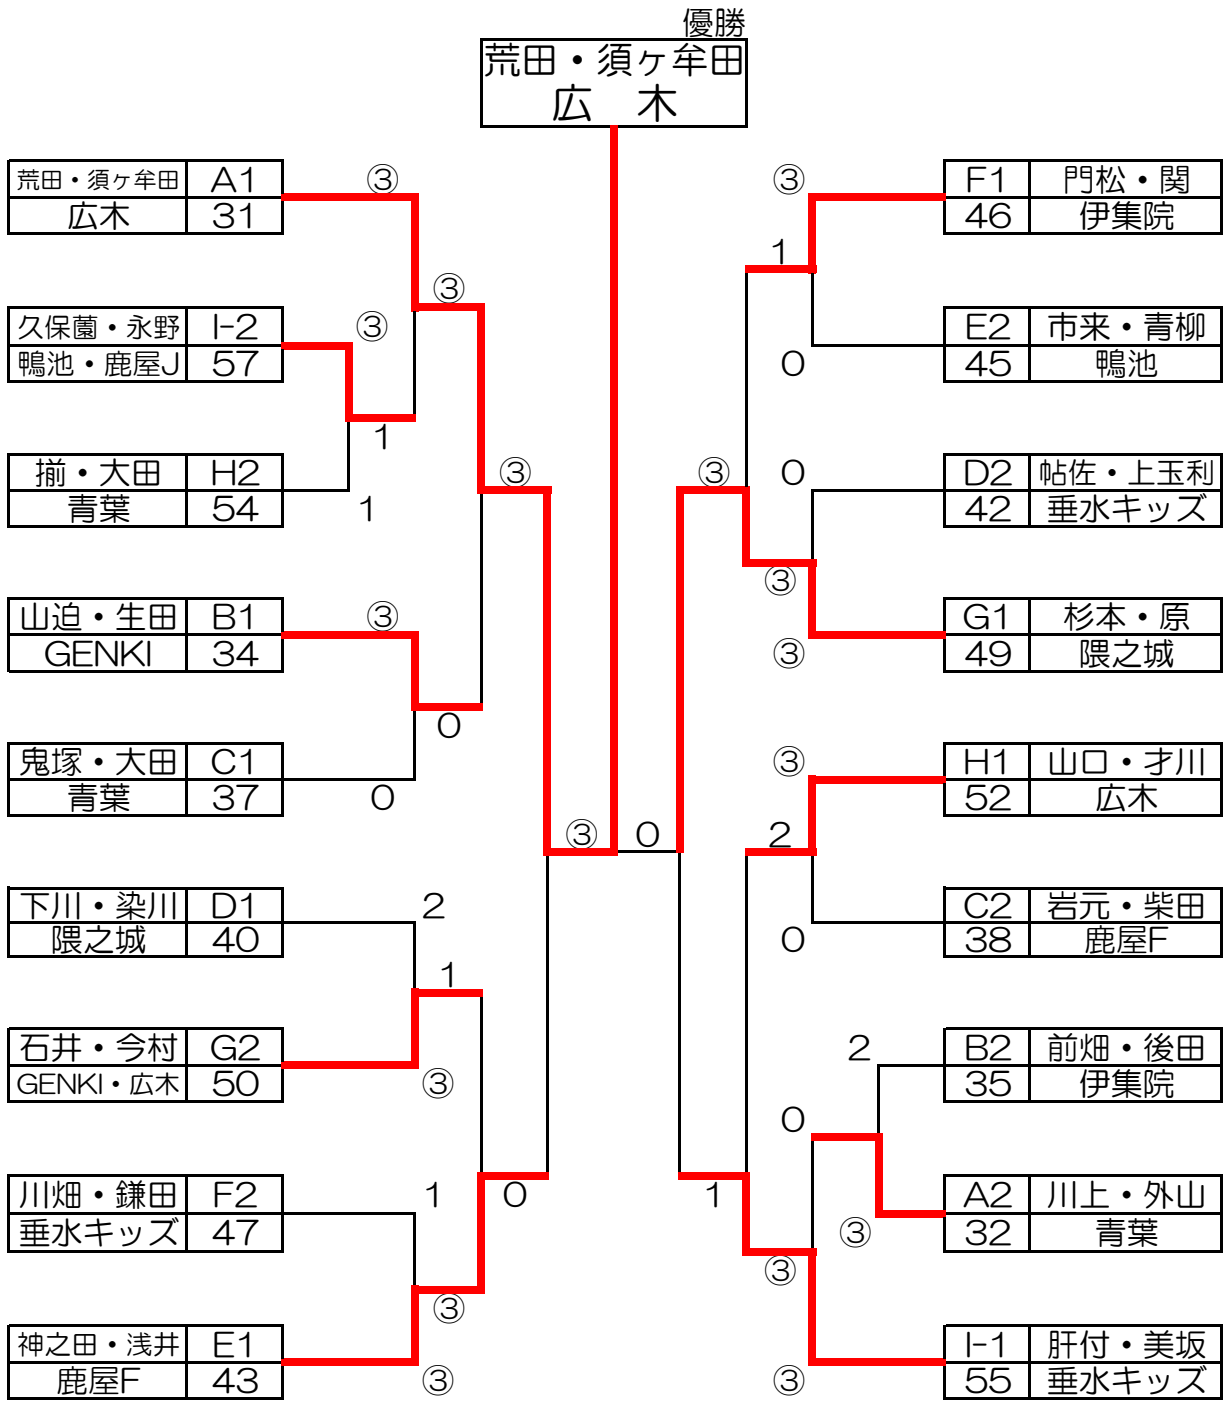 優勝
荒田・須ヶ牟田
広　木
荒田・須ヶ牟田 A1
広木 31
③
久保薗・永野 I-2
鴨池・鹿屋J 57
③
③
1
揃・大田 H2
青葉 54
1
③
山迫・生田 B1
GENKI 34
③
0
鬼塚・大田 C1
青葉 37
0
③
0
下川・染川 D1
隈之城 40
2
1
石井・今村 G2
GENKI・広木 50
③
川畑・鎌田 F2
垂水キッズ 47
1
0
③
神之田・浅井 E1
鹿屋F 43
③
③
F1 門松・関
46 伊集院
1
E2 市来・青柳
45 鴨池
0
③
0
D2 帖佐・上玉利
42 垂水キッズ
③
G1 杉本・原
49 隈之城
③
③
H1 山口・才川
52 広木
2
C2 岩元・柴田
38 鹿屋F
0
2
B2 前畑・後田
35 伊集院
0
A2 川上・外山
32 青葉
1
③
③
I-1 肝付・美坂
55 垂水キッズ
③